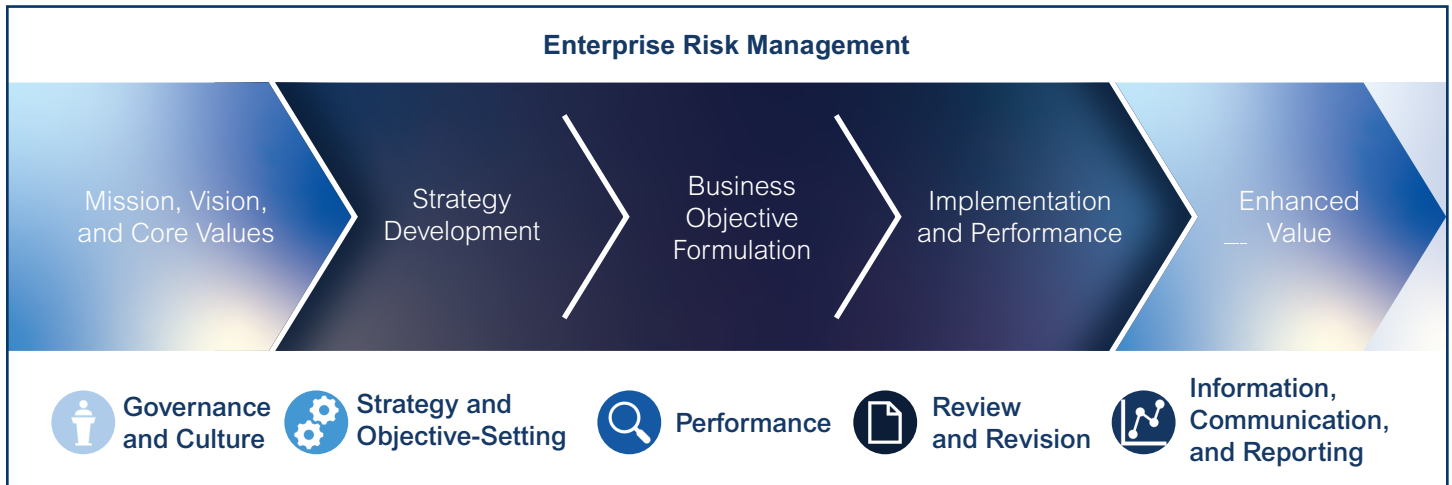 Enterprise Risk Management
Mission, Vision,
and Core Values
Strategy
Development
Business
Objective
Formulation
Implementation
and Performance
Enhanced
Value
Governance
and Culture
Strategy and
Objective-Setting
Performance
Review
and Revision
Information,
Communication,
and Reporting